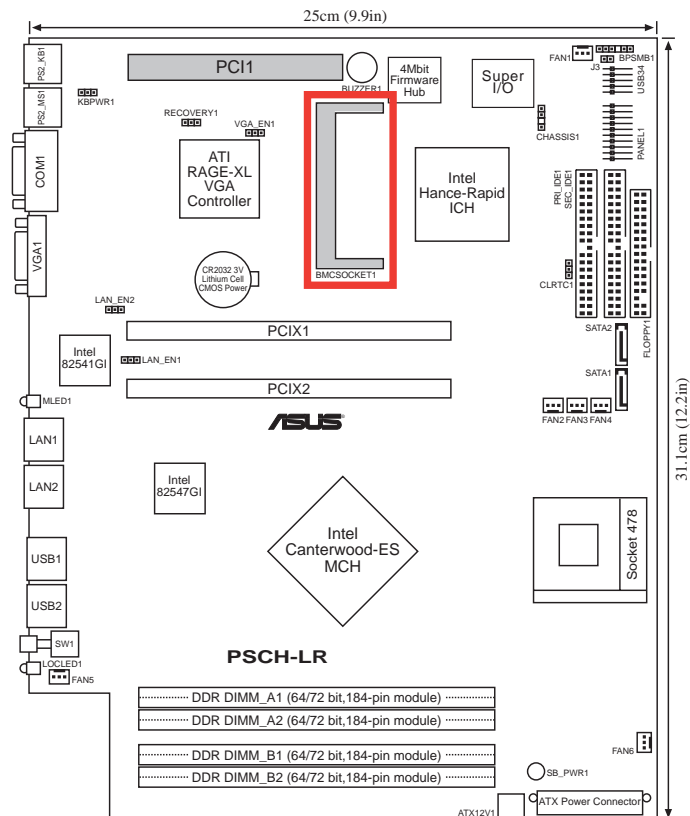 25cm (9.9in)
PS2_KB1
PCI1
BUZZER1
4Mbit
Firmware
Hub
Super
I/O
FAN1
BPSMB1
J3
USB34
PS2_MS1
KBPWR1
RECOVERY1
VGA_EN1
CHASSIS1
PANEL1
COM1
ATI
RAGE-XL
VGA
Controller
Intel
Hance-Rapid
ICH
PRI_IDE1
SEC_IDE1
VGA1
CR2032 3V
Lithium Cell
CMOS Power
BMCSOCKET1
CLRTC1
LAN_EN2
PCIX1
SATA2
FLOPPY1
Intel
82541GI
LAN_EN1
SATA1
PCIX2
MLED1
ASUS
FAN2
FAN3
FAN4
31.1cm (12.2in)
LAN1
LAN2
Intel
82547GI
Intel
Canterwood-ES
MCH
Socket 478
USB1
USB2
SW1
PSCH-LR
LOCLED1
FAN5
DDR DIMM_A1 (64/72 bit,184-pin module)
DDR DIMM_A2 (64/72 bit,184-pin module)
DDR DIMM_B1 (64/72 bit,184-pin module)
DDR DIMM_B2 (64/72 bit,184-pin module)
FAN6
SB_PWR1
ATX12V1
ATX Power Connector